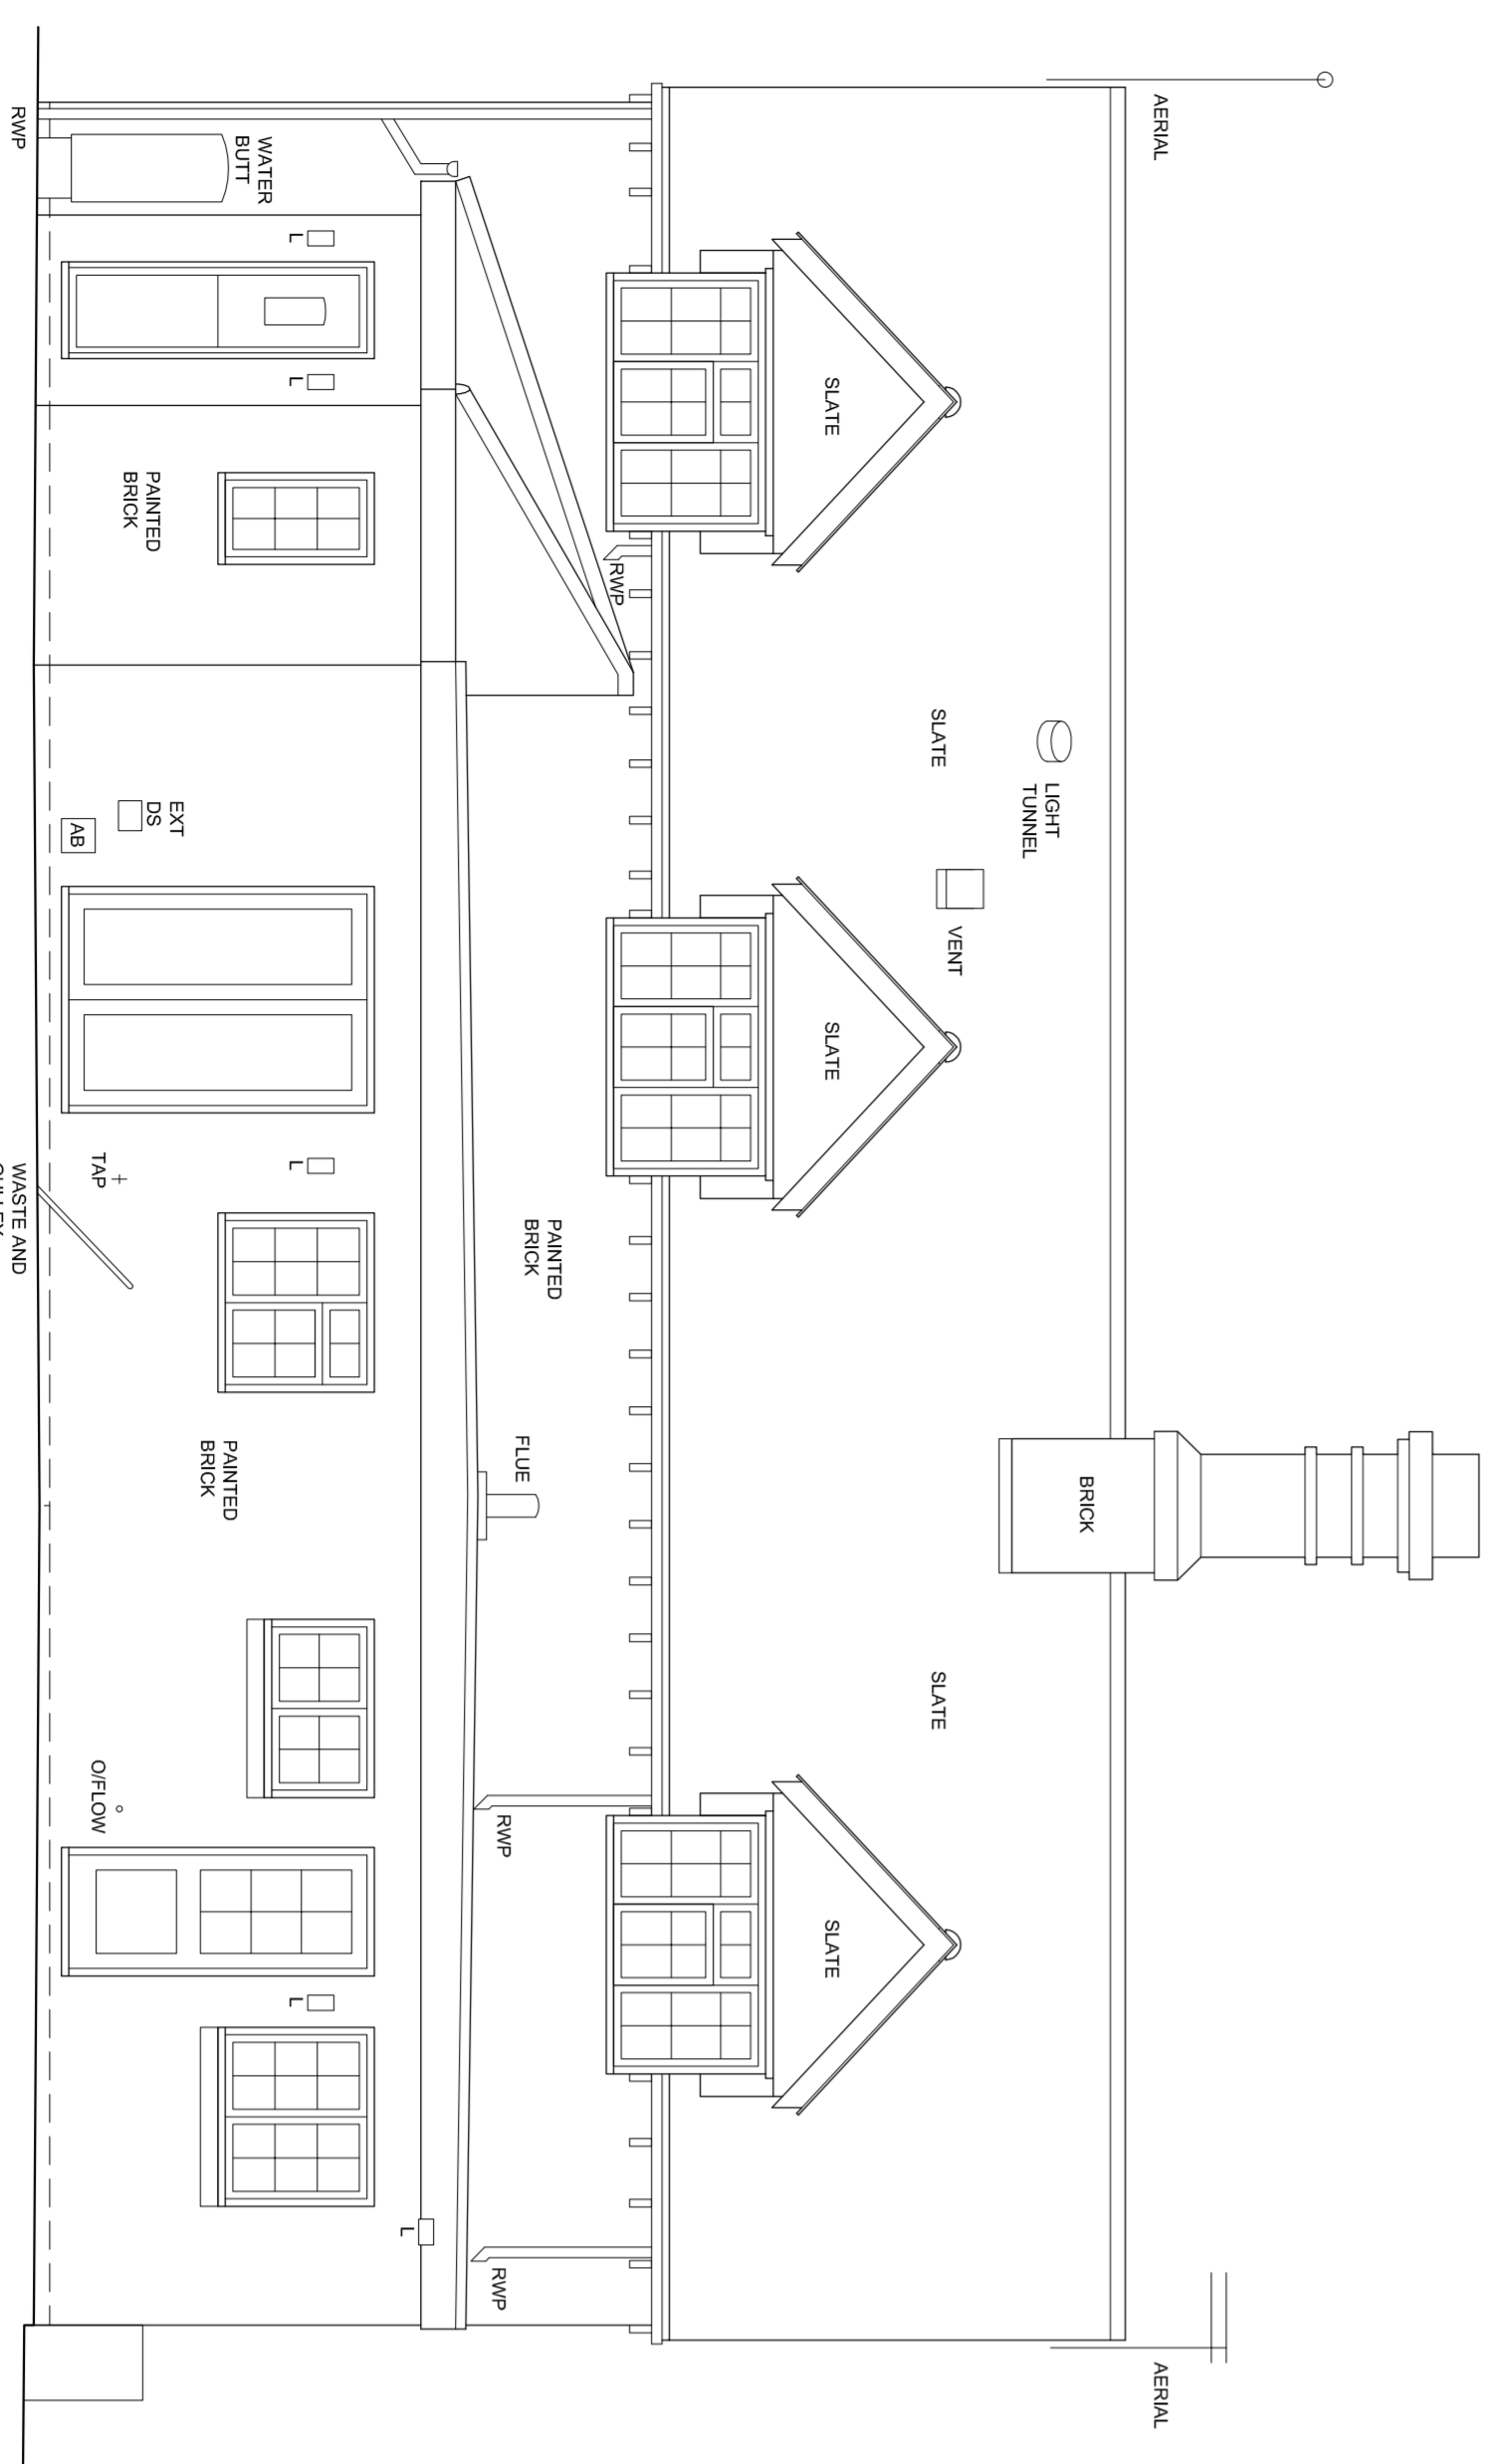 AERIAL
AERIAL
BRICK
LIGHT
TUNNEL
VENT
SLATE
SLATE
SLATE
SLATE
SLATE
RWP
PAINTED
BRICK
FLUE
RWP
RWP
L
WATER
BUTT
L
L
L
L
PAINTED
BRICK
EXT
DS
AB
PAINTED
BRICK
TAP
O/FLOW
RWP
WASTE AND